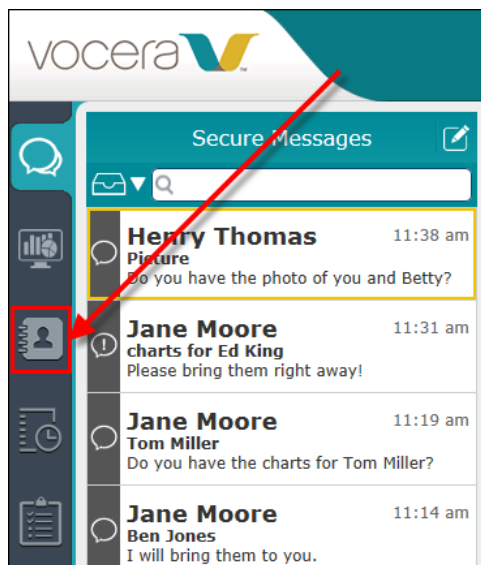 vocera
Secure Messages
Henry Thomas 11:38 am
Picture
Do you have the photo of you and Betty?
Jane Moore 11:31 am
charts for Ed King
Please bring them right away!
Jane Moore 11:19 am
Tom Miller
Do you have the charts for Tom Miller?
Jane Moore 11:14 am
Ben Jones
I will bring them to you.